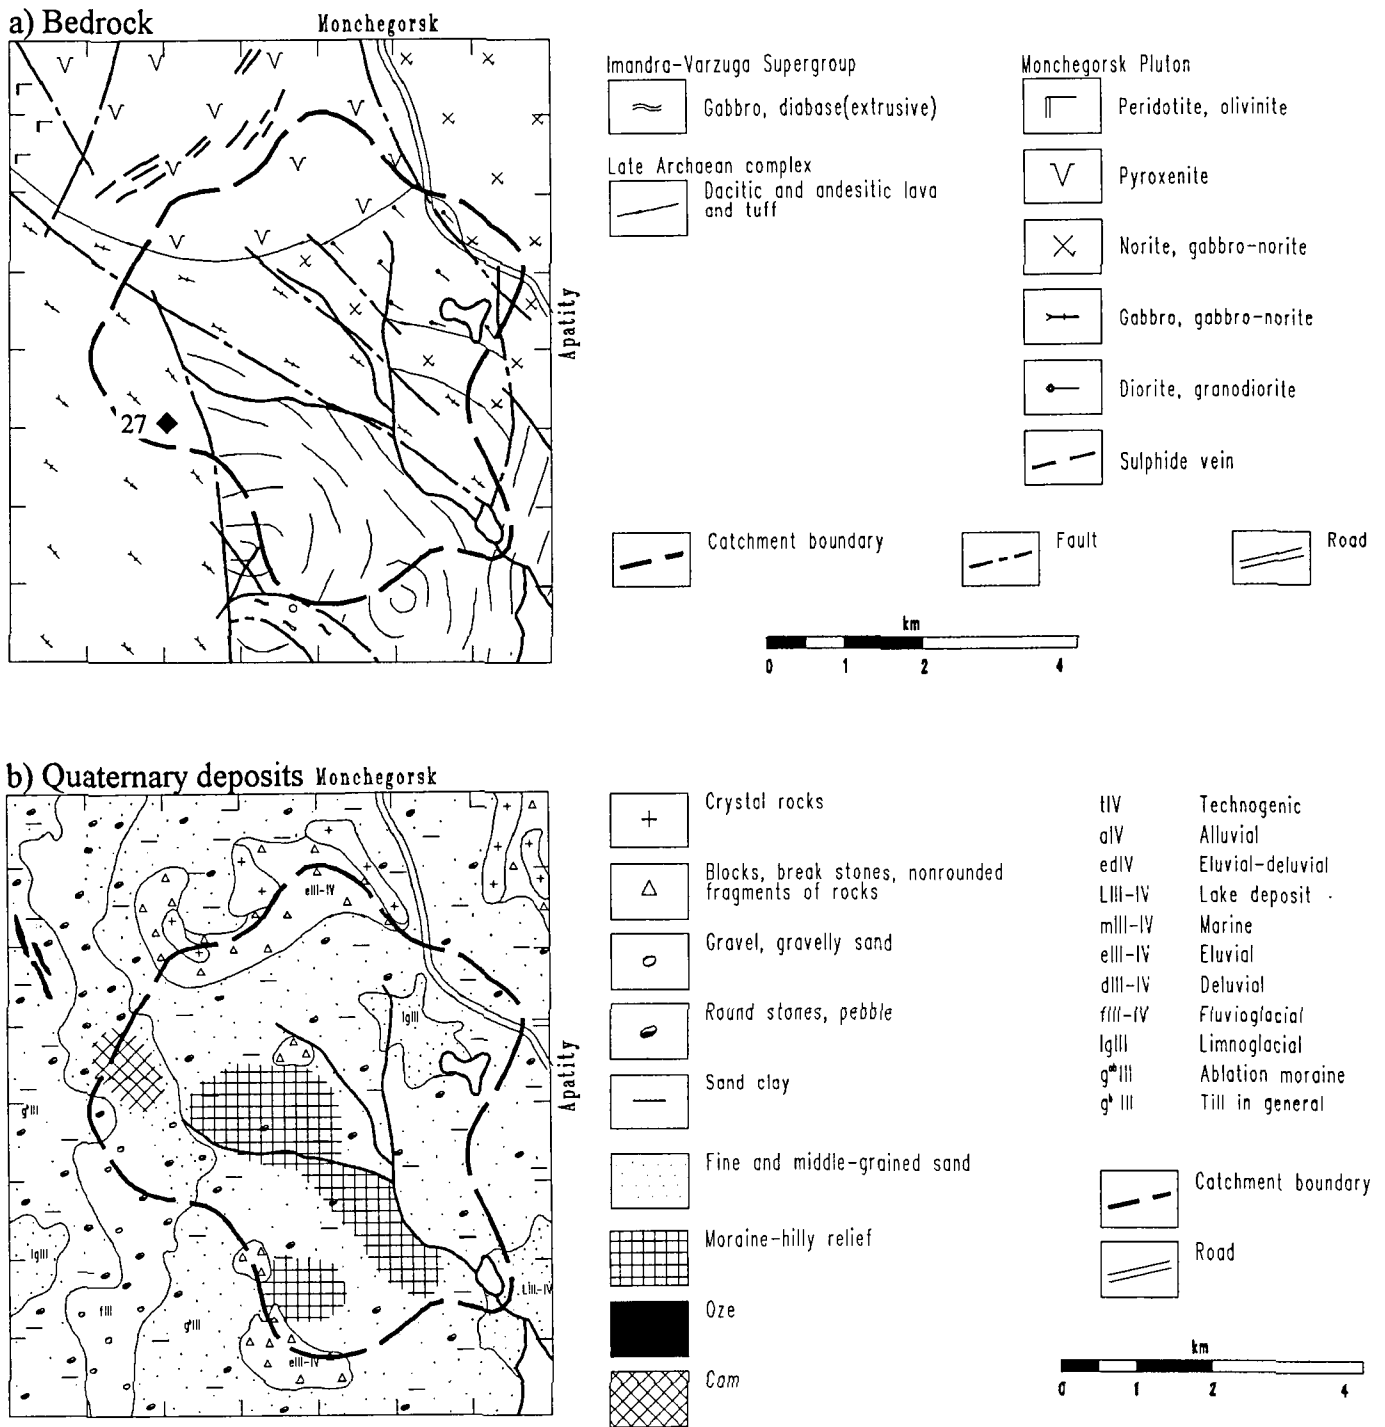 a) Bedrock
Monchegorsk
Apatity
27
Imandra-Varzuga Supergroup
Gabbro, diabase(extrusive)
Late Archaean complex
Dacitic and andesitic lava
and tuff
Monchegorsk Pluton
Peridotite, olivinite
Pyroxenite
Norite, gabbro-norite
Gabbro, gabbro-norite
Diorite, granodiorite
Sulphide vein
Catchment boundary
Fault
Road
km
0 1 2 4
b) Quaternary deposits
Monchegorsk
Apatity
eIII-IV
lgIII
gᵇIII
lgIII
fIII
gᵇIII
eIII-IV
LIII-IV
Crystal rocks
Blocks, break stones, nonrounded
fragments of rocks
Gravel, gravelly sand
Round stones, pebble
Sand clay
Fine and middle-grained sand
Moraine-hilly relief
Oze
Cam
tIV Technogenic
aIV Alluvial
edIV Eluvial-deluvial
LIII-IV Lake deposit
mIII-IV Marine
eIII-IV Eluvial
dIII-IV Deluvial
fIII-IV Fluvioglacial
lgIII Limnoglacial
gᵃᵇIII Ablation moraine
gᵇ III Till in general
Catchment boundary
Road
km
0 1 2 4